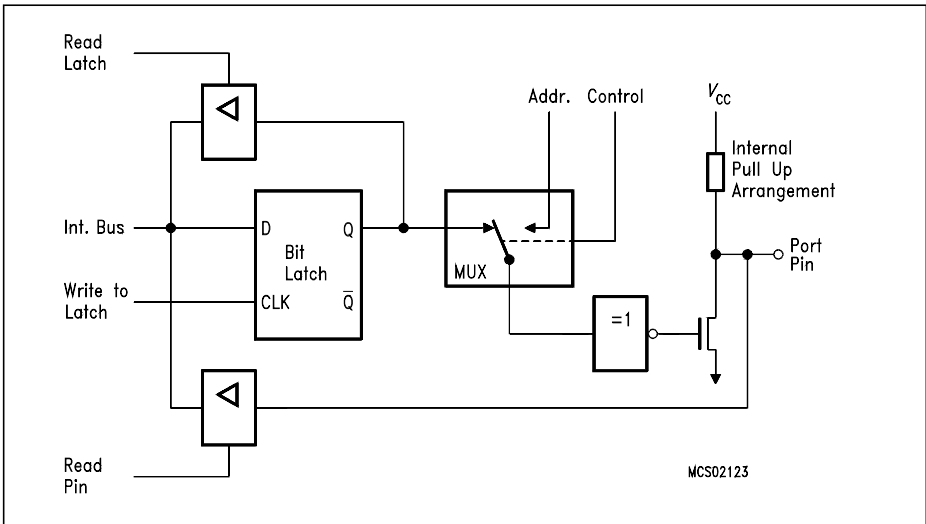 Read
Latch
Addr. Control
VCC
Internal
Pull Up
Arrangement
Int. Bus
D
Q
Bit
Latch
MUX
Port
Pin
Write to
Latch
CLK
Q̅
=1
Read
Pin
MCS02123